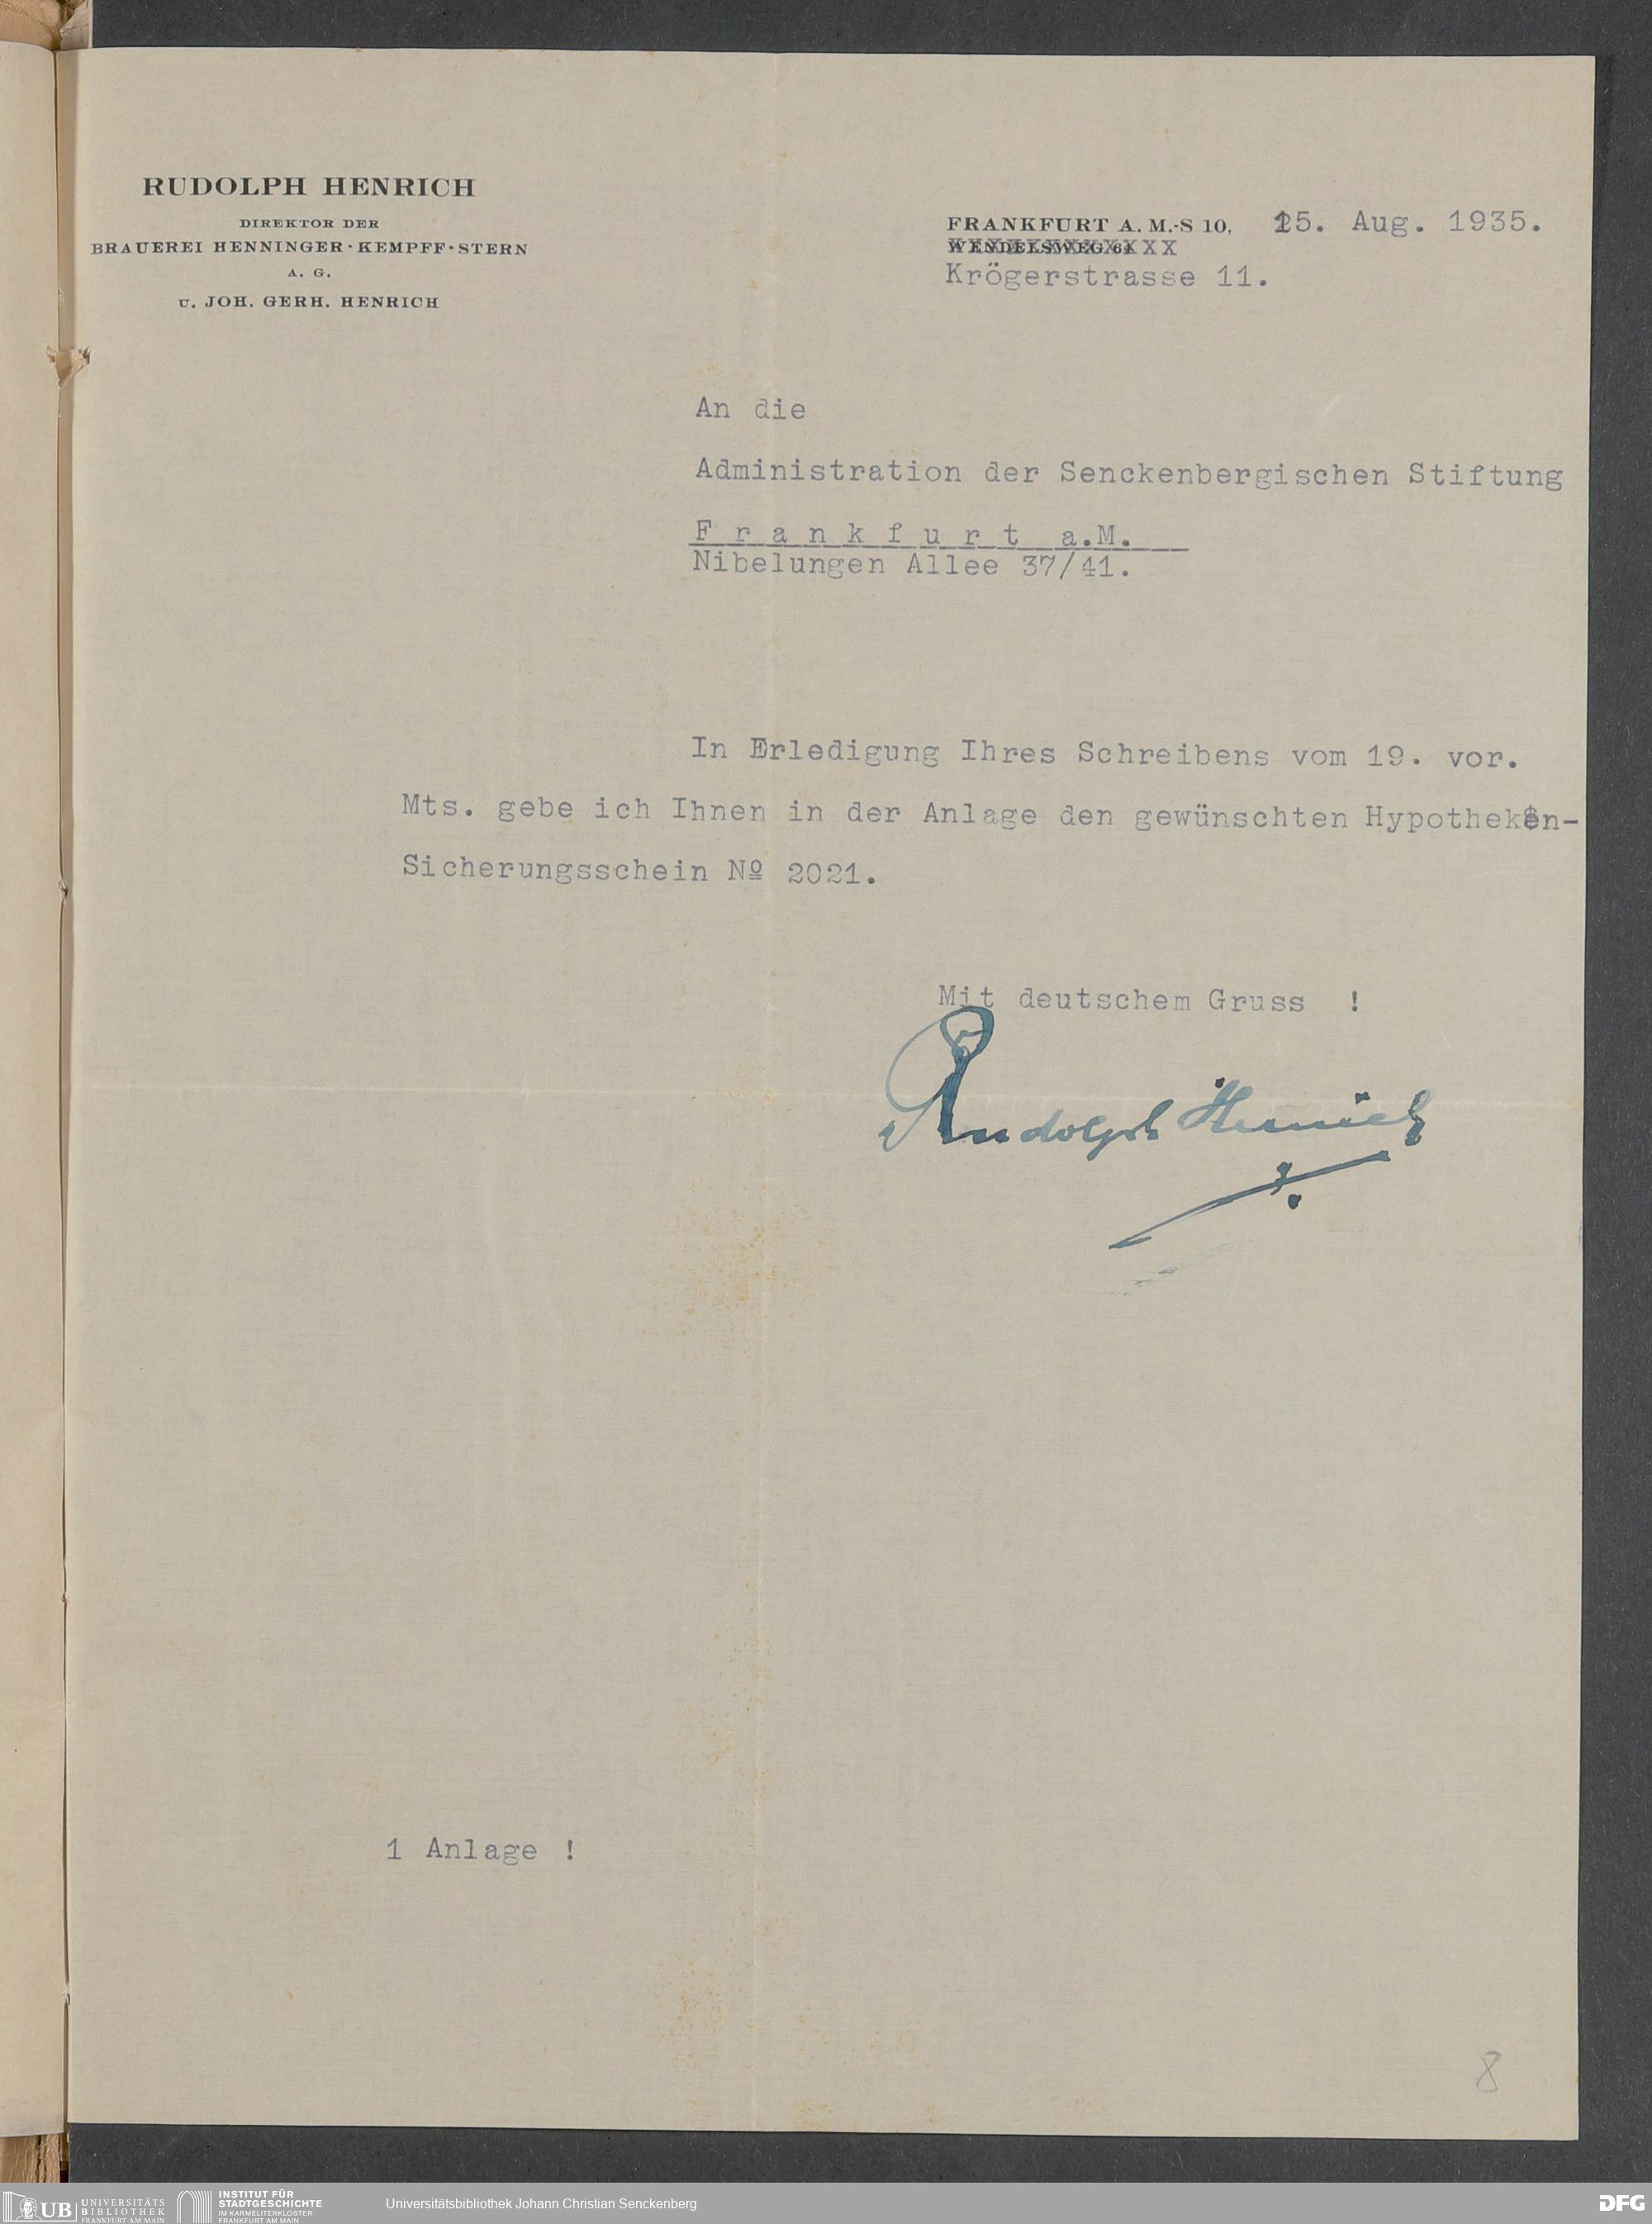 RUDOLPH HENRICH
DIREKTOR DER
BRAUEREI HENNINGER·KEMPFF·STERN
A. G.
U. JOH. GERH. HENRICH
FRANKFURT A. M.-S 10, 15. Aug. 1935.
WENDELSWEG 64
Krögerstrasse 11.
An die
Administration der Senckenbergischen Stiftung
F r a n k f u r t a.M.
Nibelungen Allee 37/41.
In Erledigung Ihres Schreibens vom 19. vor.
Mts. gebe ich Ihnen in der Anlage den gewünschten Hypotheken-
Sicherungsschein № 2021.
Mit deutschem Gruss !
Rudolph Henrich
1 Anlage !
8
UB UNIVERSITÄTS
BIBLIOTHEK
FRANKFURT AM MAIN
INSTITUT FÜR
STADTGESCHICHTE
IM KARMELITERKLOSTER
FRANKFURT AM MAIN
Universitätsbibliothek Johann Christian Senckenberg
DFG